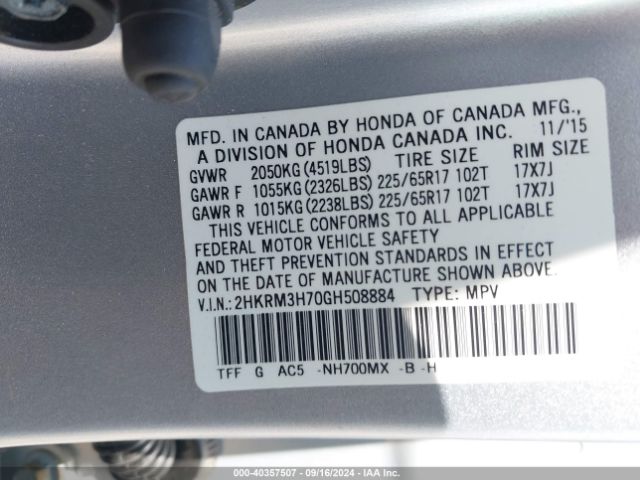 MFD. IN CANADA BY HONDA OF CANADA MFG.,
A DIVISION OF HONDA CANADA INC. 11/'15
GVWR 2050KG (4519LBS) TIRE SIZE RIM SIZE
GAWR F 1055KG (2326LBS) 225/65R17 102T 17X7J
GAWR R 1015KG (2238LBS) 225/65R17 102T 17X7J
THIS VEHICLE CONFORMS TO ALL APPLICABLE
FEDERAL MOTOR VEHICLE SAFETY
AND THEFT PREVENTION STANDARDS IN EFFECT
ON THE DATE OF MANUFACTURE SHOWN ABOVE.
V.I.N.: 2HKRM3H70GH508884 TYPE: MPV
TFF G AC5 -NH700MX -B -H
000-40357507 - 09/16/2024 - IAA Inc.